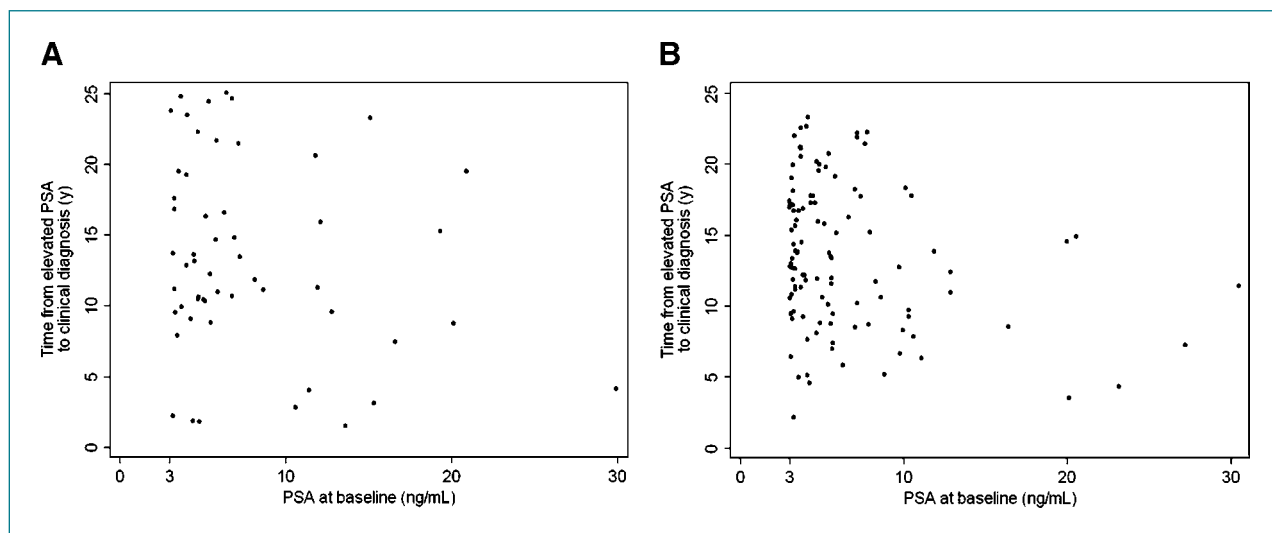 A
B
25
20
15
10
5
0
Time from elevated PSA
to clinical diagnosis (y)
0 3 10 20 30
PSA at baseline (ng/mL)
25
20
15
10
5
0
Time from elevated PSA
to clinical diagnosis (y)
0 3 10 20 30
PSA at baseline (ng/mL)